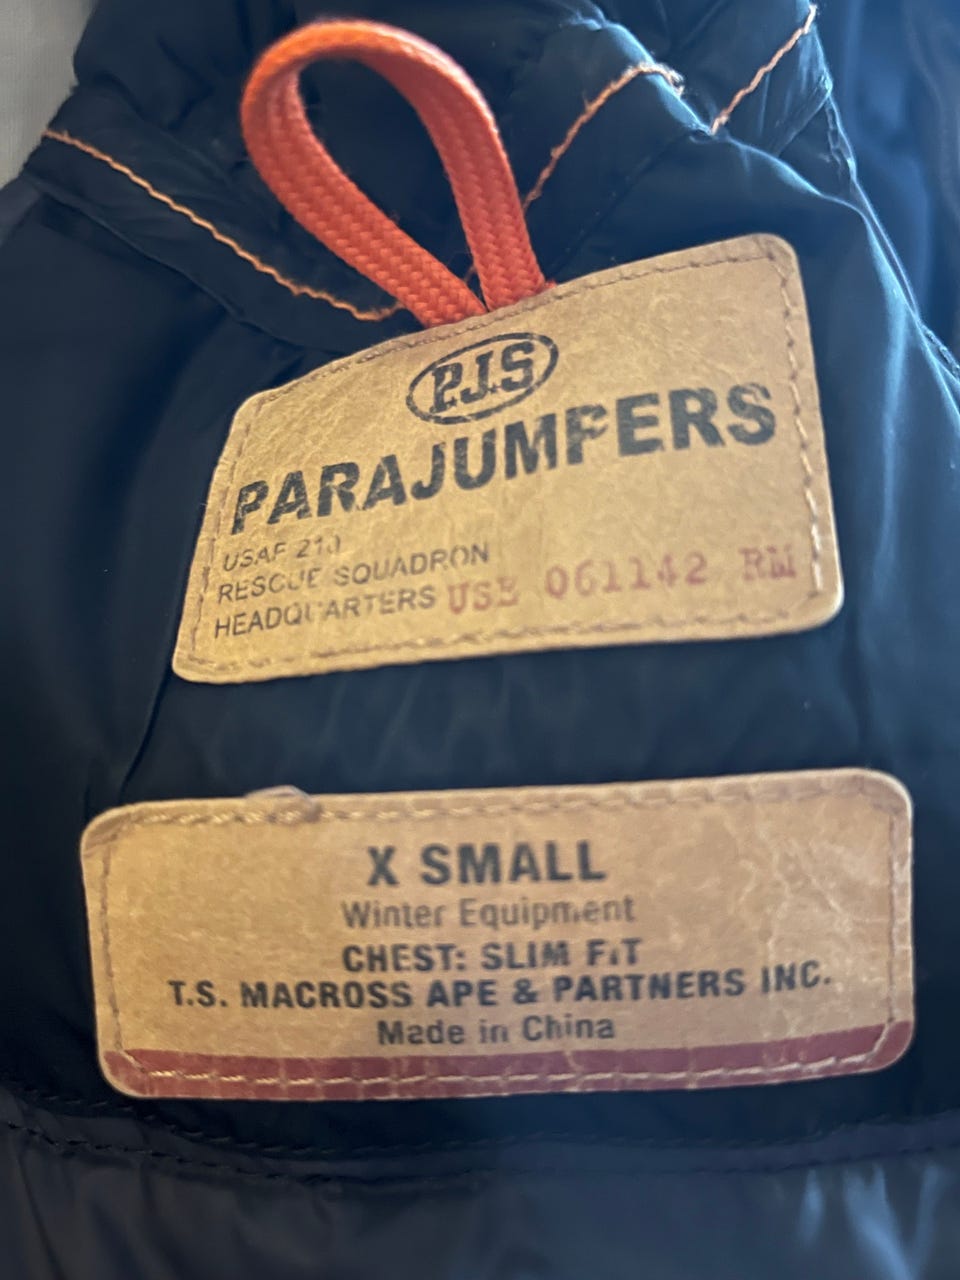 P.J.S
PARAJUMPERS
USAF 210
RESCUE SQUADRON
HEADQUARTERS USE 061142 RM
X SMALL
Winter Equipment
CHEST: SLIM FIT
T.S. MACROSS APE & PARTNERS INC.
Made in China